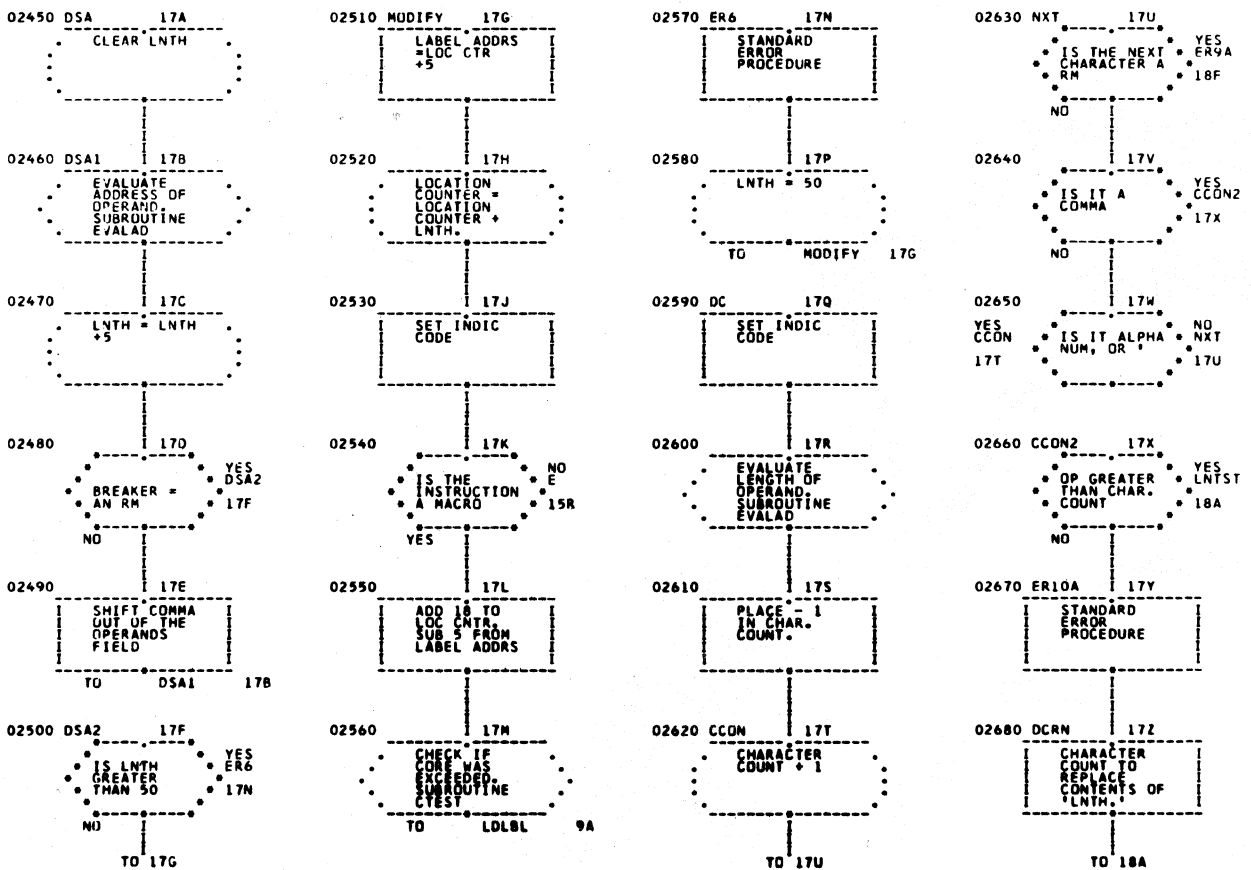 02450 DSA 17A
CLEAR LNTH
02460 DSA1 17B
EVALUATE
ADDRESS OF
OPERAND.
SUBROUTINE
EVALAD
02470 17C
LNTH = LNTH
+5
02480 17D
BREAKER =
AN RM
YES
DSA2
17F
NO
02490 17E
SHIFT COMMA
OUT OF THE
OPERANDS
FIELD
TO DSA1 17B
02500 DSA2 17F
IS LNTH
GREATER
THAN 50
YES
ER6
17N
NO
TO 17G
02510 MODIFY 17G
LABEL ADDRS
=LOC CTR
+5
02520 17H
LOCATION
COUNTER =
LOCATION
COUNTER +
LNTH.
02530 17J
SET INDIC
CODE
02540 17K
IS THE
INSTRUCTION
A MACRO
NO
E
15R
YES
02550 17L
ADD 18 TO
LOC CNTR.
SUB 5 FROM
LABEL ADDRS
02560 17M
CHECK IF
CORE WAS
EXCEEDED.
SUBROUTINE
CTEST
TO LDLBL 9A
02570 ER6 17N
STANDARD
ERROR
PROCEDURE
02580 17P
LNTH = 50
TO MODIFY 17G
02590 DC 17Q
SET INDIC
CODE
02600 17R
EVALUATE
LENGTH OF
OPERAND.
SUBROUTINE
EVALAD
02610 17S
PLACE - 1
IN CHAR.
COUNT.
02620 CCON 17T
CHARACTER
COUNT + 1
TO 17U
02630 NXT 17U
IS THE NEXT
CHARACTER A
RM
YES
ER9A
18F
NO
02640 17V
IS IT A
COMMA
YES
CCON2
17X
NO
02650 17W
YES
CCON
17T
IS IT ALPHA
NUM, OR '
NO
NXT
17U
02660 CCON2 17X
OP GREATER
THAN CHAR.
COUNT
YES
LNTST
18A
NO
02670 ER10A 17Y
STANDARD
ERROR
PROCEDURE
02680 DCRN 17Z
CHARACTER
COUNT TO
REPLACE
CONTENTS OF
'LNTH.'
TO 18A